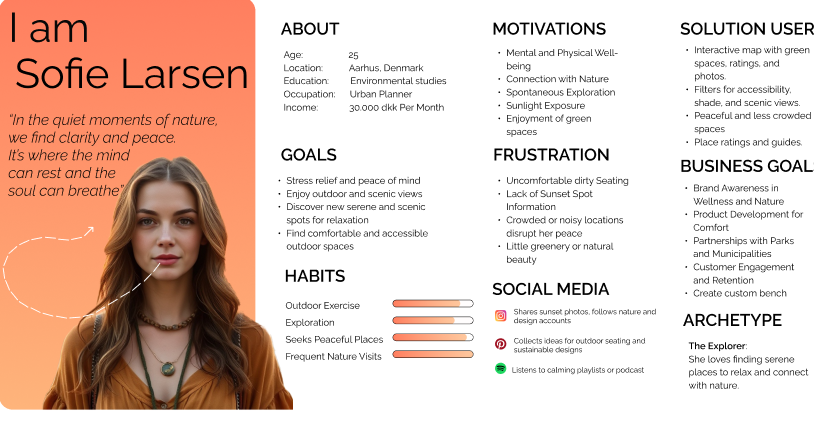 I am
Sofie Larsen
“In the quiet moments of nature,
we find clarity and peace.
It's where the mind
can rest and the
soul can breathe”
ABOUT
Age: 25
Location: Aarhus, Denmark
Education: Environmental studies
Occupation: Urban Planner
Income: 30.000 dkk Per Month
GOALS
• Stress relief and peace of mind
• Enjoy outdoor and scenic views
• Discover new serene and scenic
spots for relaxation
• Find comfortable and accessible
outdoor spaces
HABITS
Outdoor Exercise
Exploration
Seeks Peaceful Places
Frequent Nature Visits
MOTIVATIONS
• Mental and Physical Well-
being
• Connection with Nature
• Spontaneous Exploration
• Sunlight Exposure
• Enjoyment of green
spaces
FRUSTRATION
• Uncomfortable dirty Seating
• Lack of Sunset Spot
Information
• Crowded or noisy locations
disrupt her peace
• Little greenery or natural
beauty
SOCIAL MEDIA
Shares sunset photos, follows nature and
design accounts
Collects ideas for outdoor seating and
sustainable designs
Listens to calming playlists or podcast
SOLUTION USER
• Interactive map with green
spaces, ratings, and
photos.
• Filters for accessibility,
shade, and scenic views.
• Peaceful and less crowded
spaces
• Place ratings and guides.
BUSINESS GOAL
• Brand Awareness in
Wellness and Nature
• Product Development for
Comfort
• Partnerships with Parks
and Municipalities
• Customer Engagement
and Retention
• Create custom bench
ARCHETYPE
The Explorer:
She loves finding serene
places to relax and connect
with nature.